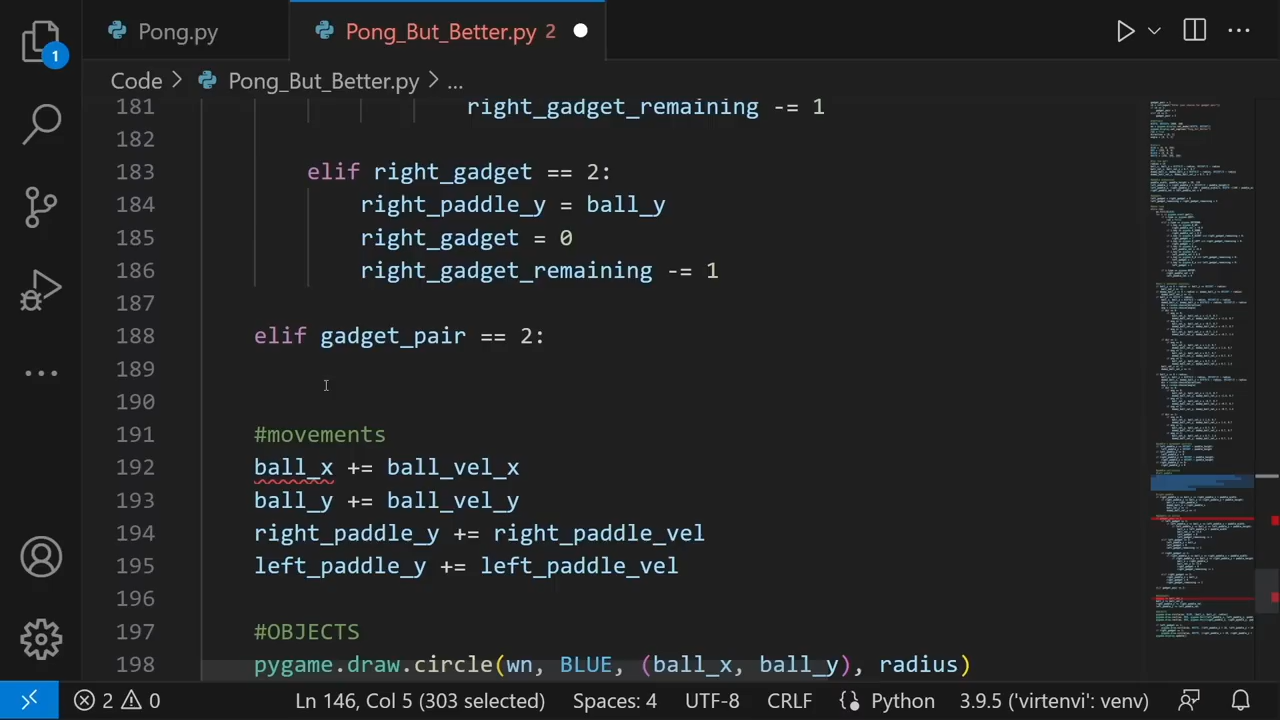 Pong.py
Pong_But_Better.py 2
1
Code > Pong_But_Better.py > ...
181 right_gadget_remaining -= 1
182
183 elif right_gadget == 2:
184 right_paddle_y = ball_y
185 right_gadget = 0
186 right_gadget_remaining -= 1
187
188 elif gadget_pair == 2:
189
190
191 #movements
192 ball_x += ball_vel_x
193 ball_y += ball_vel_y
194 right_paddle_y += right_paddle_vel
195 left_paddle_y += left_paddle_vel
196
197 #OBJECTS
198 pygame.draw.circle(wn, BLUE, (ball_x, ball_y), radius)
2 0 Ln 146, Col 5 (303 selected) Spaces: 4 UTF-8 CRLF {} Python 3.9.5 ('virtenvi': venv)